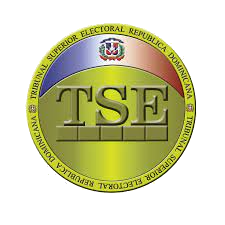 TRIBUNAL SUPERIOR ELECTORAL REPUBLICA DOMINICANA
TSE
TRIBUNAL SUPERIOR ELECTORAL REPUBLICA DOMINICANA